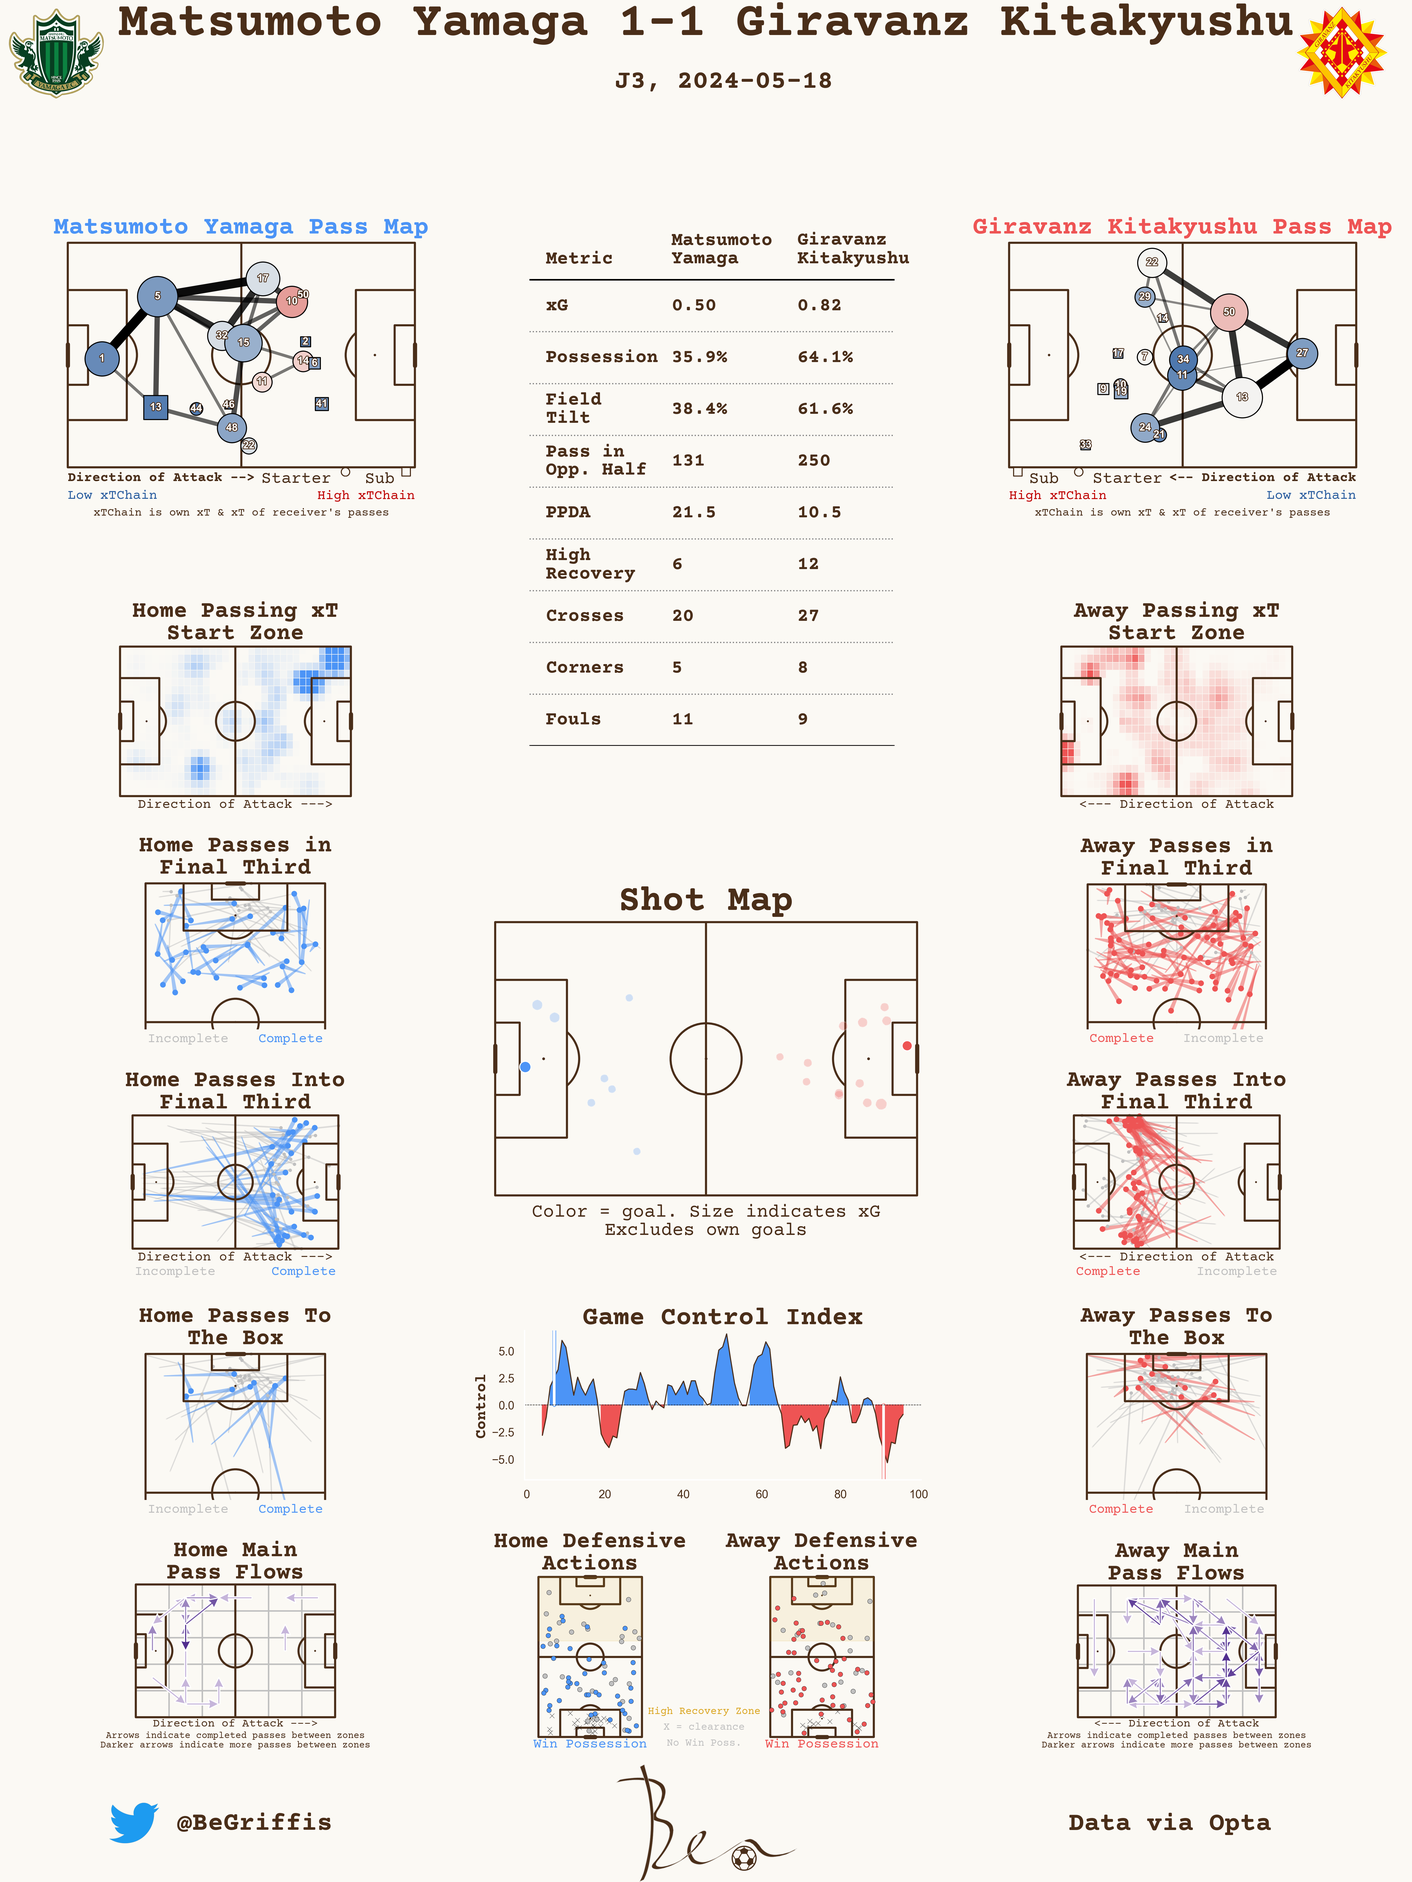 Matsumoto Yamaga 1-1 Giravanz Kitakyushu
J3, 2024-05-18
MATSUMOTO
YAMAGA F.C.
GIRAVANZ
KITAKYUSHU
Matsumoto Yamaga Pass Map
1
5
13
44
17
10
50
32
15
2
14
6
11
46
48
22
41
Direction of Attack --> Starter Sub
Low xTChain High xTChain
xTChain is own xT & xT of receiver's passes
Metric Matsumoto Yamaga Giravanz Kitakyushu
xG 0.50 0.82
Possession 35.9% 64.1%
Field Tilt 38.4% 61.6%
Pass in Opp. Half 131 250
PPDA 21.5 10.5
High Recovery 6 12
Crosses 20 27
Corners 5 8
Fouls 11 9
Giravanz Kitakyushu Pass Map
22
29
14
50
17
7
34
27
11
9
10
19
13
24
21
33
Sub Starter <-- Direction of Attack
High xTChain Low xTChain
xTChain is own xT & xT of receiver's passes
Home Passing xT
Start Zone
Direction of Attack --->
Away Passing xT
Start Zone
<--- Direction of Attack
Home Passes in
Final Third
Incomplete Complete
Away Passes in
Final Third
Complete Incomplete
Shot Map
Color = goal. Size indicates xG
Excludes own goals
Home Passes Into
Final Third
Direction of Attack --->
Incomplete Complete
Away Passes Into
Final Third
<--- Direction of Attack
Complete Incomplete
Home Passes To
The Box
Incomplete Complete
Game Control Index
Control
5.0
2.5
0.0
−2.5
−5.0
0 20 40 60 80 100
Away Passes To
The Box
Complete Incomplete
Home Main
Pass Flows
Direction of Attack --->
Arrows indicate completed passes between zones
Darker arrows indicate more passes between zones
Home Defensive
Actions
Win Possession
High Recovery Zone
X = clearance
No Win Poss.
Away Defensive
Actions
Win Possession
Away Main
Pass Flows
<--- Direction of Attack
Arrows indicate completed passes between zones
Darker arrows indicate more passes between zones
@BeGriffis
Ben
Data via Opta